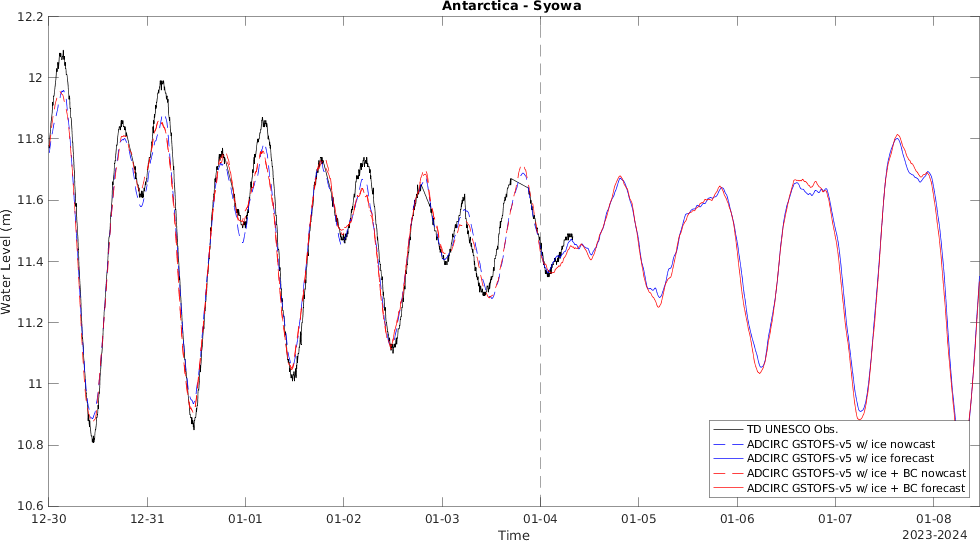 Antarctica - Syowa
12.2
12
11.8
11.6
11.4
11.2
11
10.8
10.6
Water Level (m)
12-30
12-31
01-01
01-02
01-03
01-04
01-05
01-06
01-07
01-08
Time
2023-2024
TD UNESCO Obs.
ADCIRC GSTOFS-v5 w/ ice nowcast
ADCIRC GSTOFS-v5 w/ ice forecast
ADCIRC GSTOFS-v5 w/ ice + BC nowcast
ADCIRC GSTOFS-v5 w/ ice + BC forecast